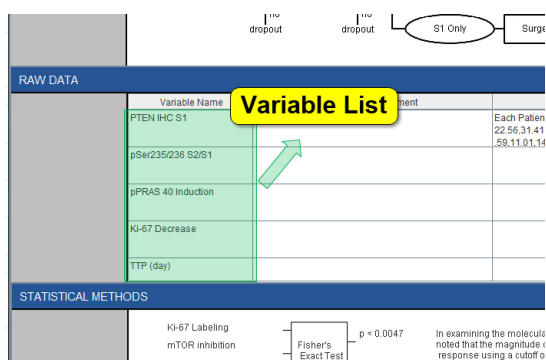 no
no
dropout
dropout
S1 Only
Surge
RAW DATA
Variable Name
Variable List
ment
PTEN IHC S1
Each Patien
22.56,31.41
.59,11.01,14
pSer235/236 S2/S1
pPRAS 40 Induction
Ki-67 Decrease
TTP (day)
STATISTICAL METHODS
Ki-67 Labeling
mTOR inhibition
Fisher's
Exact Test
p < 0.0047
In examining the molecula
noted that the magnitude o
response using a cutoff o